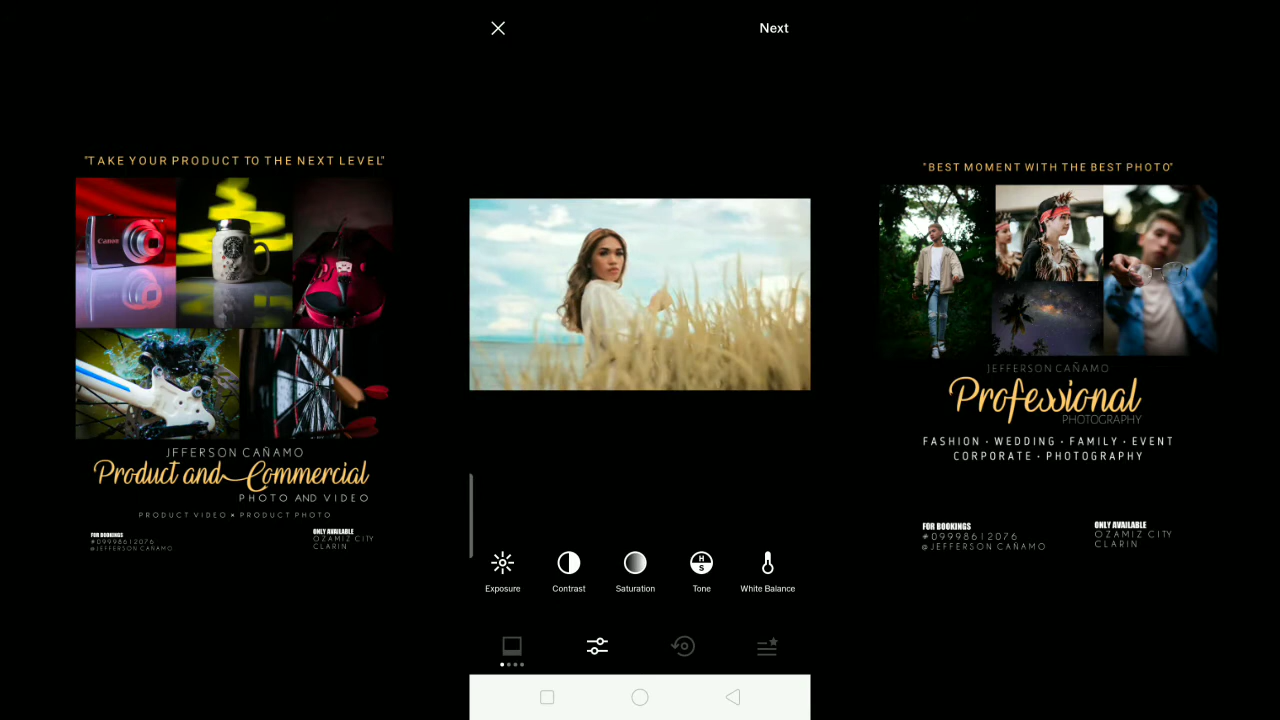 "TAKE YOUR PRODUCT TO THE NEXT LEVEL"
Canon
JFFERSON CAÑAMO
Product and Commercial
PHOTO AND VIDEO
PRODUCT VIDEO × PRODUCT PHOTO
FOR BOOKINGS
#09998612076
@JEFFERSON CAÑAMO
ONLY AVAILABLE
OZAMIZ CITY
CLARIN
Next
Exposure
Contrast
Saturation
H
S
Tone
White Balance
"BEST MOMENT WITH THE BEST PHOTO"
JEFFERSON CAÑAMO
Professional
PHOTOGRAPHY
FASHION · WEDDING · FAMILY · EVENT
CORPORATE · PHOTOGRAPHY
FOR BOOKINGS
#09998612076
@JEFFERSON CAÑAMO
ONLY AVAILABLE
OZAMIZ CITY
CLARIN